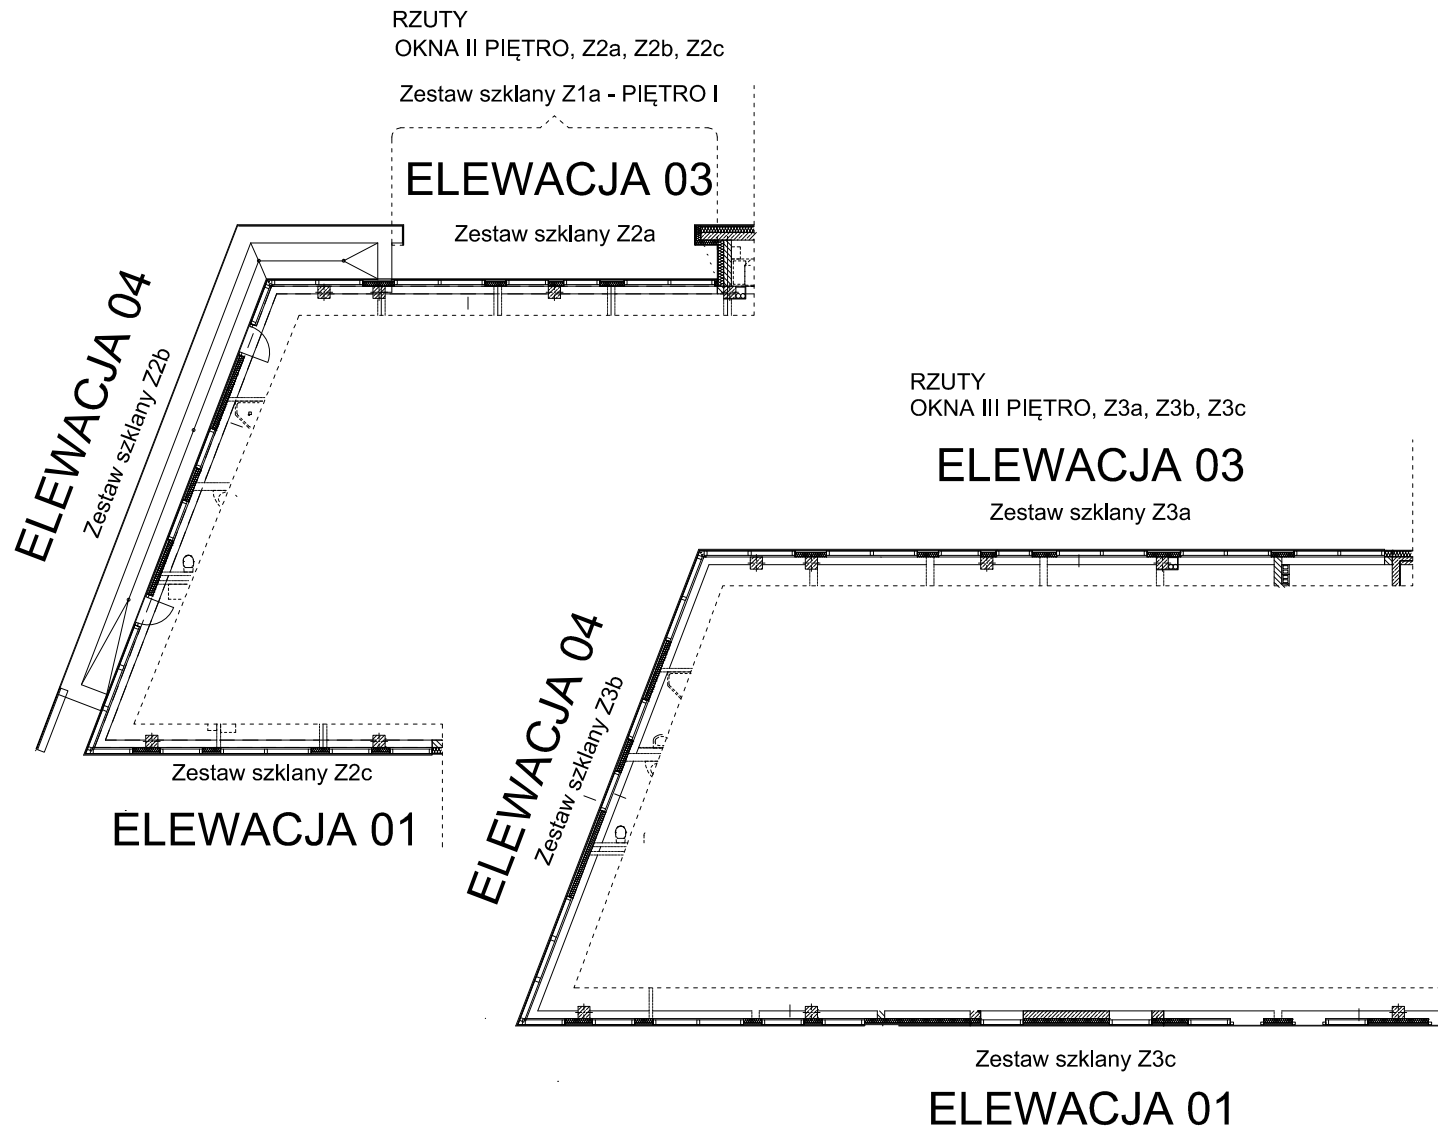 RZUTY
OKNA II PIĘTRO, Z2a, Z2b, Z2c
Zestaw szklany Z1a - PIĘTRO I
ELEWACJA 03
Zestaw szklany Z2a
ELEWACJA 04
Zestaw szklany Z2b
Zestaw szklany Z2c
ELEWACJA 01
RZUTY
OKNA III PIĘTRO, Z3a, Z3b, Z3c
ELEWACJA 03
Zestaw szklany Z3a
ELEWACJA 04
Zestaw szklany Z3b
Zestaw szklany Z3c
ELEWACJA 01